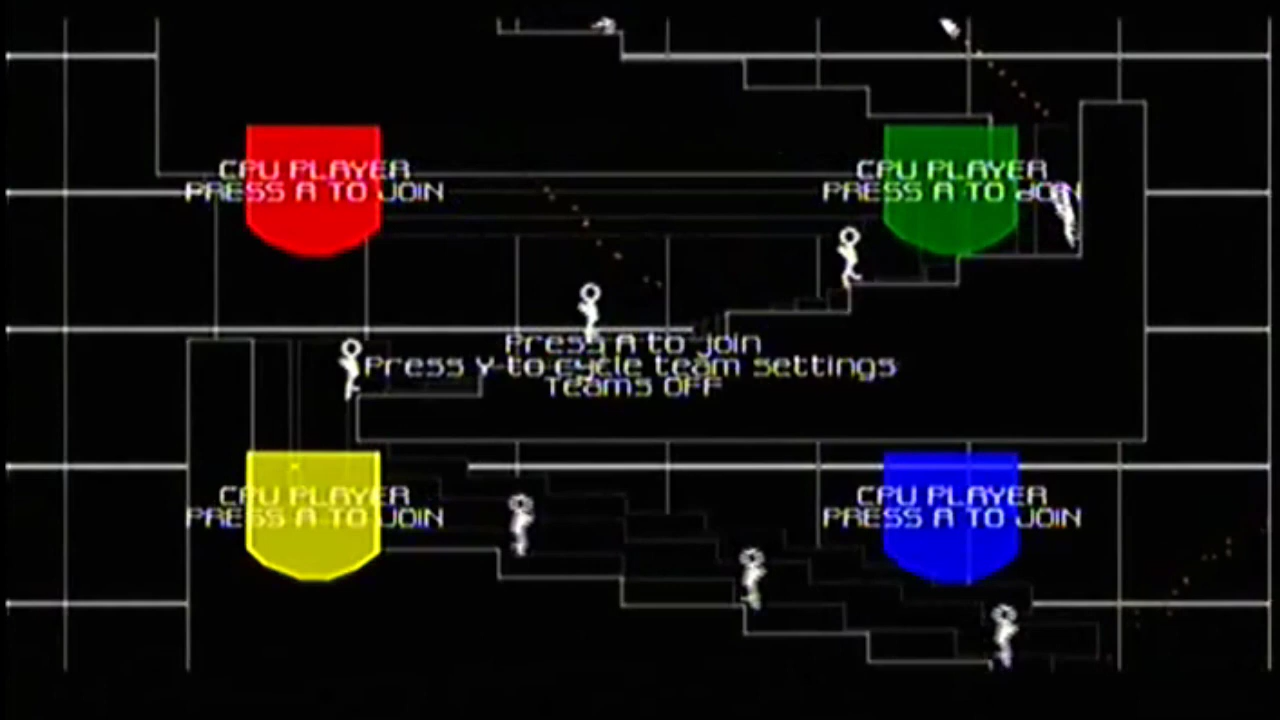 CPU PLAYER
PRESS A TO JOIN
CPU PLAYER
PRESS A TO JOIN
Press A to join
Press Y to cycle team settings
Teams OFF
CPU PLAYER
PRESS A TO JOIN
CPU PLAYER
PRESS A TO JOIN